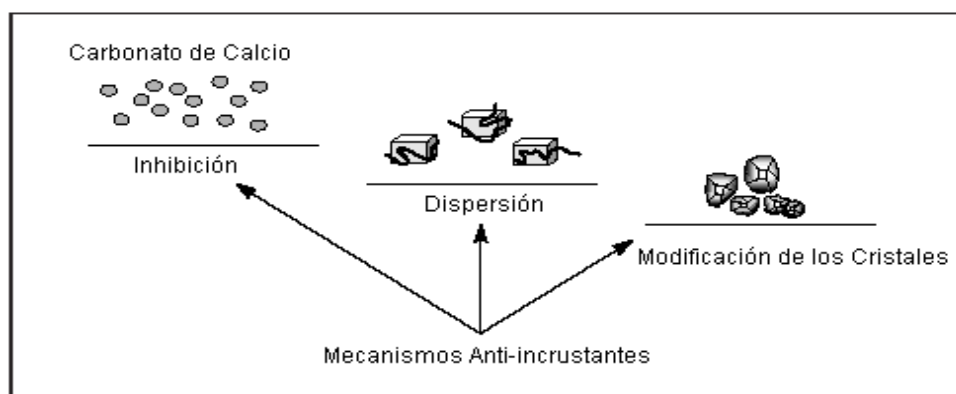 Carbonato de Calcio
Inhibición
Dispersión
Modificación de los Cristales
Mecanismos Anti-incrustantes